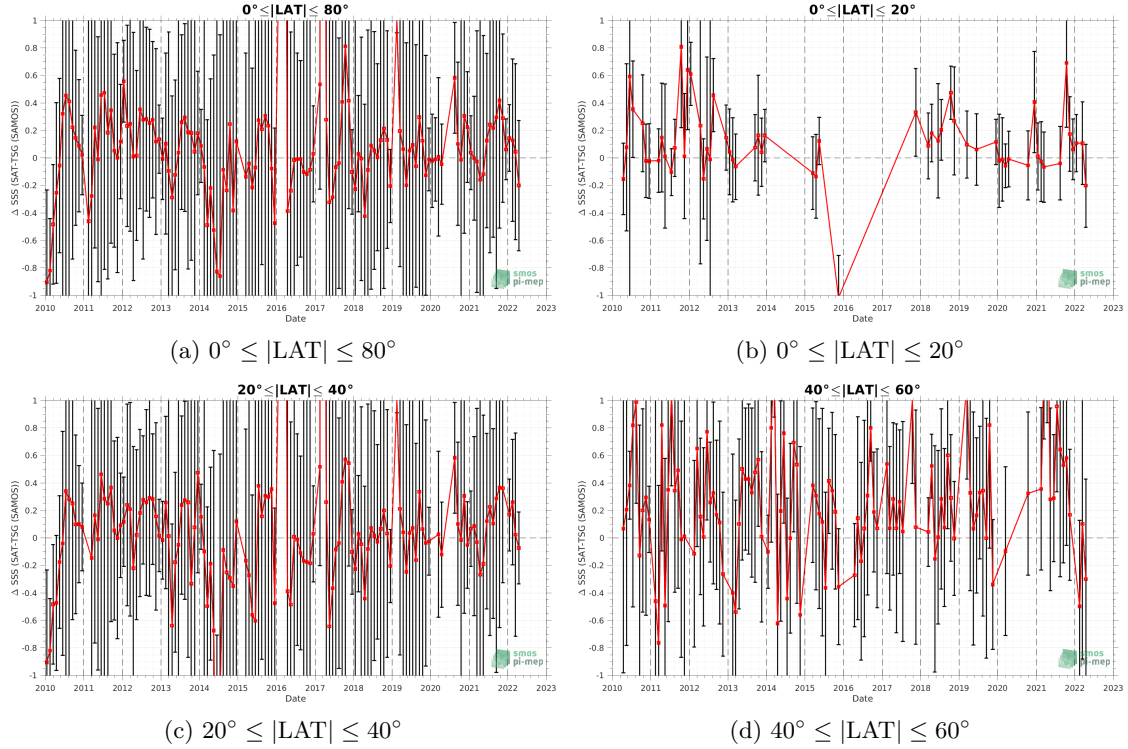 0°≤|LAT|≤ 80°
1
0.8
0.6
0.4
0.2
0
-0.2
-0.4
-0.6
-0.8
-1
Δ SSS (SAT-TSG (SAMOS))
2010 2011 2012 2013 2014 2015 2016 2017 2018 2019 2020 2021 2022 2023
Date
smos
pi-mep
(a) 0° ≤ |LAT| ≤ 80°
0°≤|LAT|≤ 20°
1
0.8
0.6
0.4
0.2
0
-0.2
-0.4
-0.6
-0.8
-1
Δ SSS (SAT-TSG (SAMOS))
2010 2011 2012 2013 2014 2015 2016 2017 2018 2019 2020 2021 2022 2023
Date
smos
pi-mep
(b) 0° ≤ |LAT| ≤ 20°
20°≤|LAT|≤ 40°
1
0.8
0.6
0.4
0.2
0
-0.2
-0.4
-0.6
-0.8
-1
Δ SSS (SAT-TSG (SAMOS))
2010 2011 2012 2013 2014 2015 2016 2017 2018 2019 2020 2021 2022 2023
Date
smos
pi-mep
(c) 20° ≤ |LAT| ≤ 40°
40°≤|LAT|≤ 60°
1
0.8
0.6
0.4
0.2
0
-0.2
-0.4
-0.6
-0.8
-1
Δ SSS (SAT-TSG (SAMOS))
2010 2011 2012 2013 2014 2015 2016 2017 2018 2019 2020 2021 2022 2023
Date
smos
pi-mep
(d) 40° ≤ |LAT| ≤ 60°